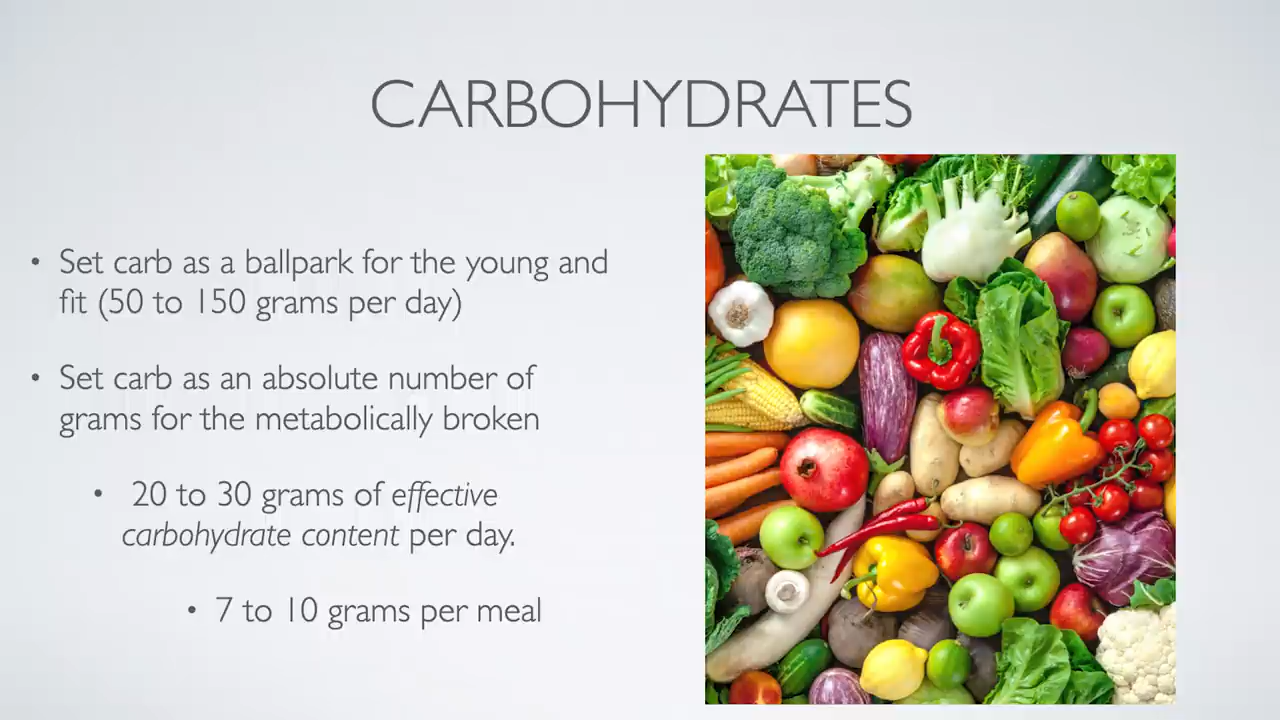 CARBOHYDRATES
• Set carb as a ballpark for the young and
fit (50 to 150 grams per day)
• Set carb as an absolute number of
grams for the metabolically broken
• 20 to 30 grams of effective
carbohydrate content per day.
• 7 to 10 grams per meal